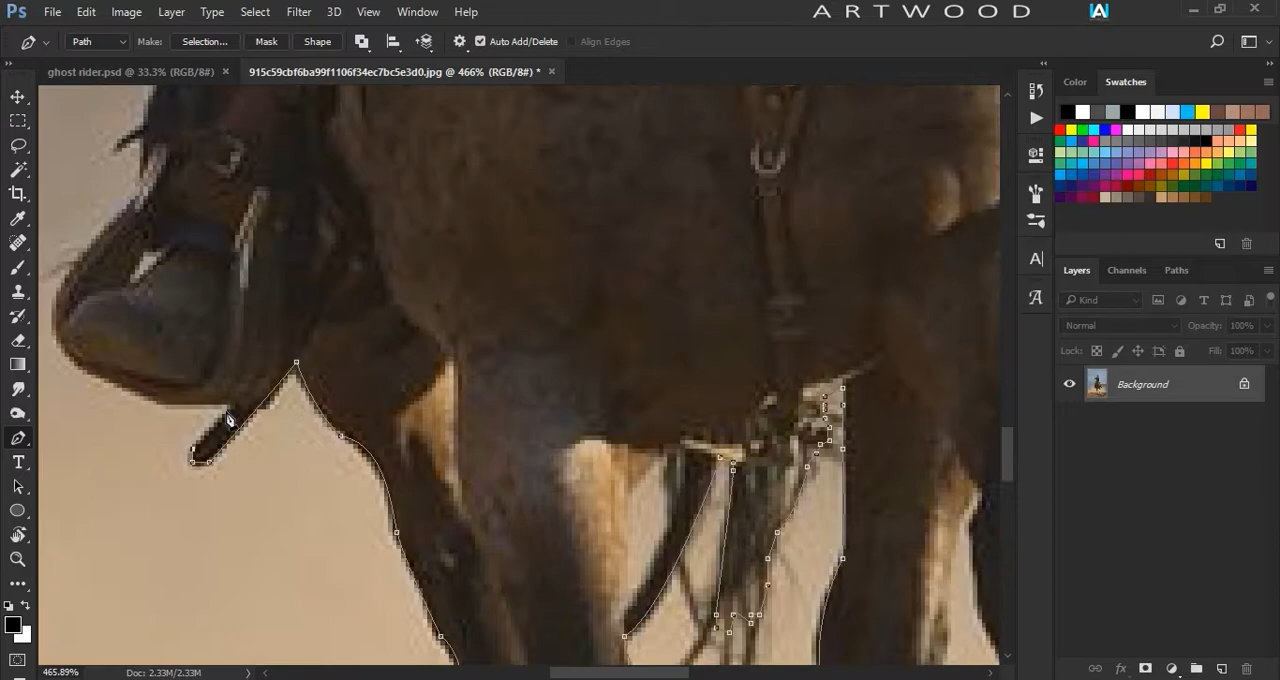 Ps File Edit Image Layer Type Select Filter 3D View Window Help ARTWOOD
Path Make: Selection... Mask Shape Auto Add/Delete Align Edges
ghost rider.psd @ 33.3% (RGB/8#) × 915c59cbf6ba99f1106f34ec7bc5e3d0.jpg @ 466% (RGB/8#) * ×
Color Swatches
Layers Channels Paths
Kind
Normal Opacity: 100%
Lock: Fill: 100%
Background
465.89% Doc: 2.33M/2.33M